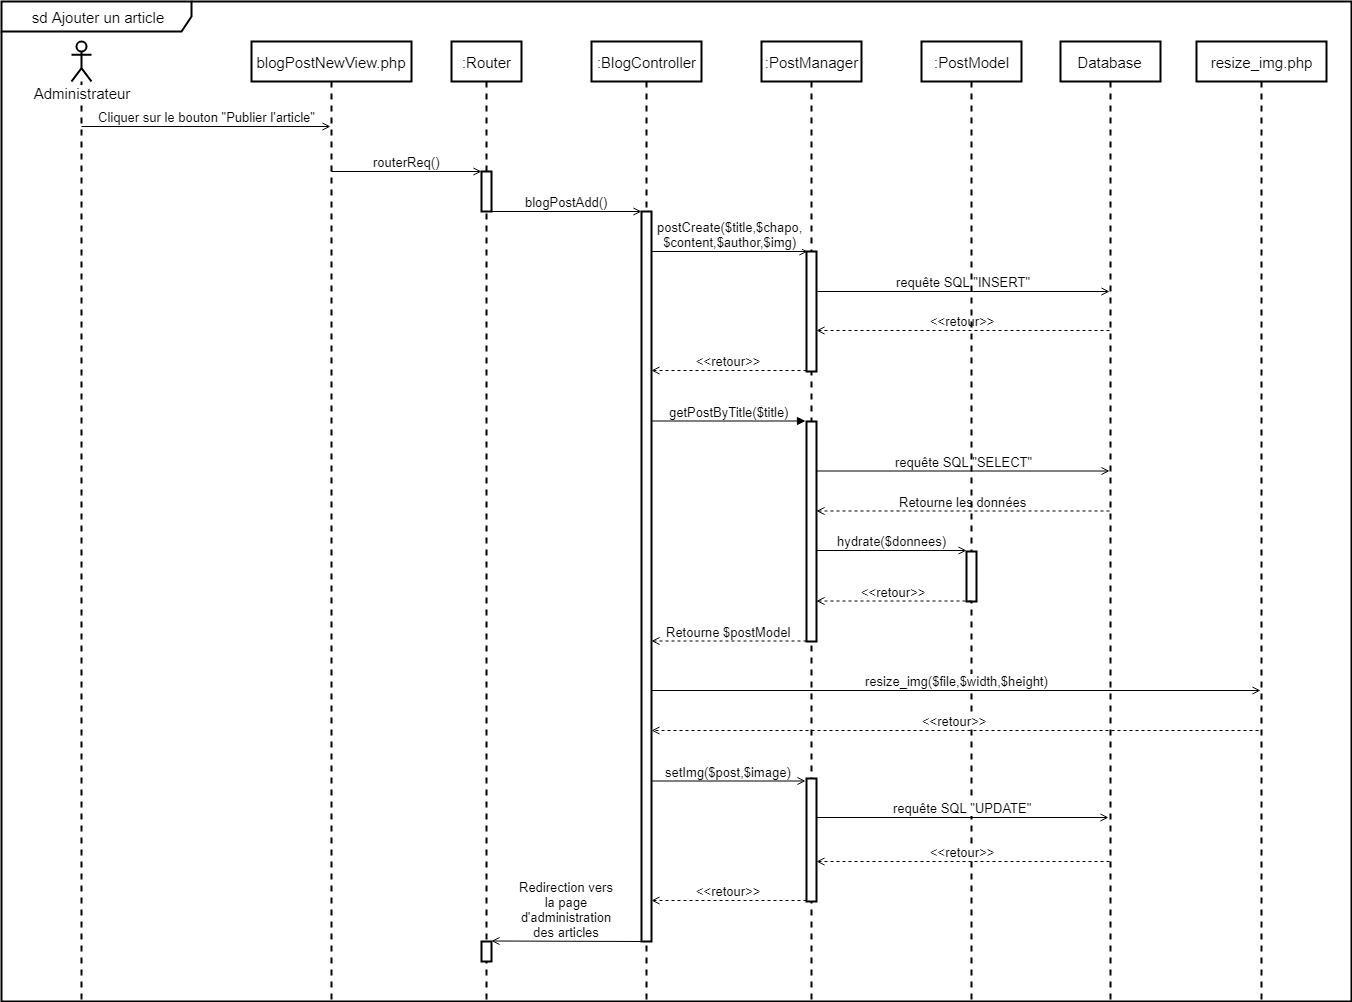 sd Ajouter un article
Administrateur
blogPostNewView.php
:Router
:BlogController
:PostManager
:PostModel
Database
resize_img.php
Cliquer sur le bouton "Publier l'article"
routerReq()
blogPostAdd()
postCreate($title,$chapo,
$content,$author,$img)
requête SQL "INSERT"
<<retour>>
<<retour>>
getPostByTitle($title)
requête SQL "SELECT"
Retourne les données
hydrate($donnees)
<<retour>>
Retourne $postModel
resize_img($file,$width,$height)
<<retour>>
setImg($post,$image)
requête SQL "UPDATE"
<<retour>>
<<retour>>
Redirection vers
la page
d'administration
des articles